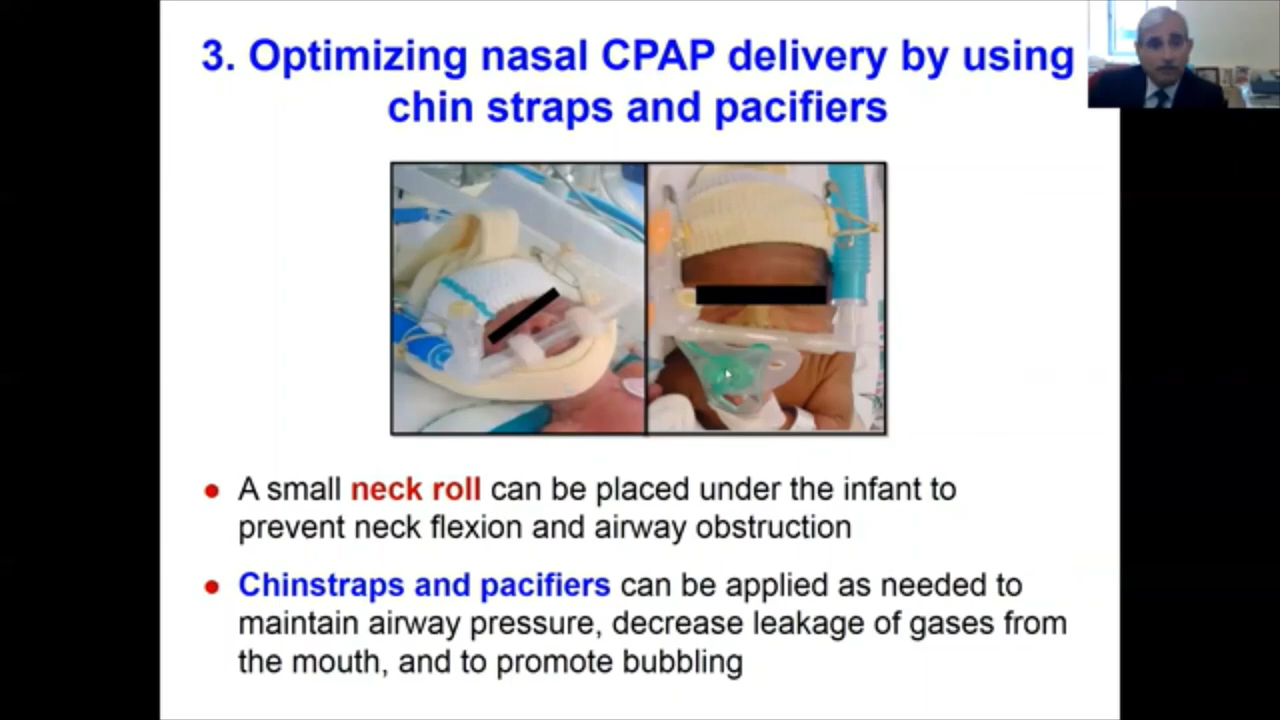 3. Optimizing nasal CPAP delivery by using
chin straps and pacifiers
● A small neck roll can be placed under the infant to
prevent neck flexion and airway obstruction
● Chinstraps and pacifiers can be applied as needed to
maintain airway pressure, decrease leakage of gases from
the mouth, and to promote bubbling